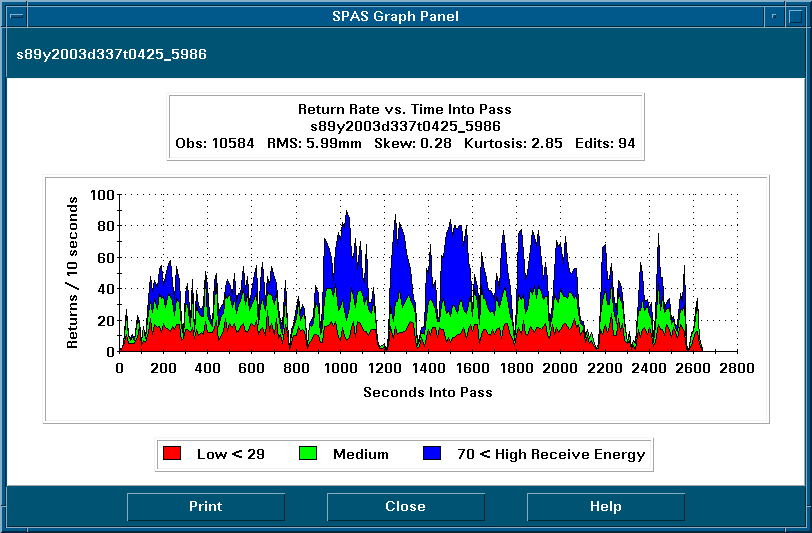 SPAS Graph Panel
s89y2003d337t0425_5986
Return Rate vs. Time Into Pass
s89y2003d337t0425_5986
Obs: 10584 RMS: 5.99mm Skew: 0.28 Kurtosis: 2.85 Edits: 94
Returns / 10 seconds
100
80
60
40
20
0
0 200 400 600 800 1000 1200 1400 1600 1800 2000 2200 2400 2600 2800
Seconds Into Pass
Low < 29 Medium 70 < High Receive Energy
Print Close Help